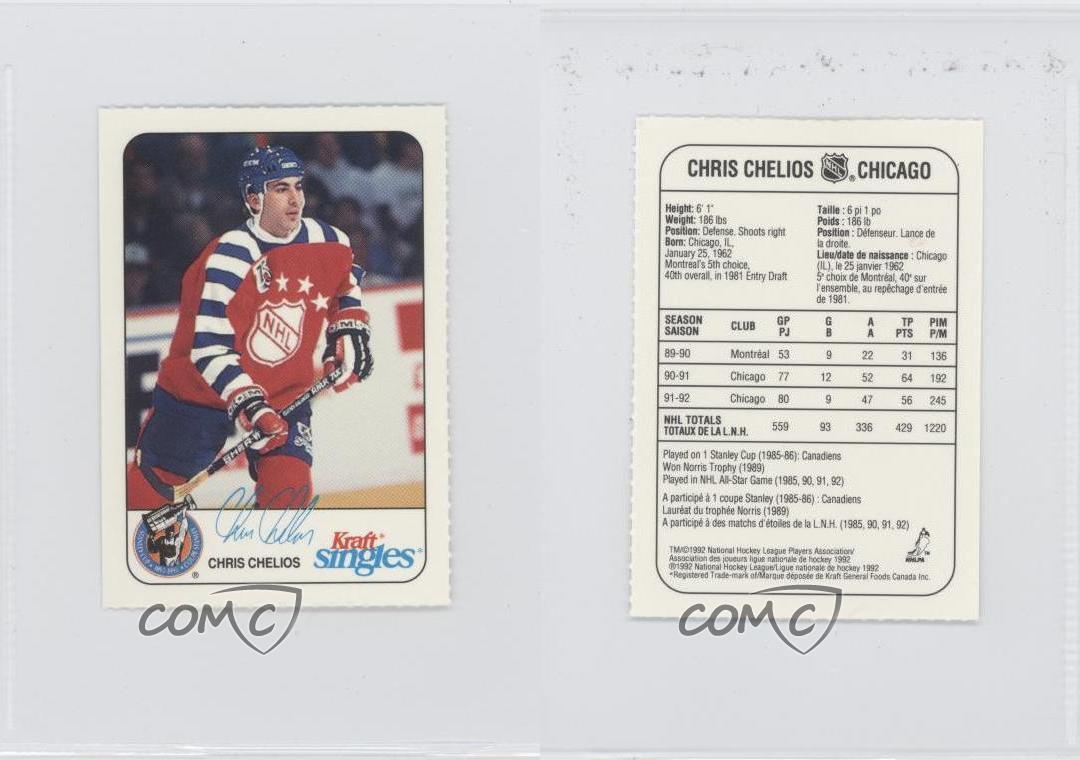 NHL
CHRIS CHELIOS
Kraft
singles
CHRIS CHELIOS NHL CHICAGO
Height: 6' 1"
Weight: 186 lbs
Position: Defense. Shoots right
Born: Chicago, IL,
January 25, 1962
Montreal's 5th choice,
40th overall, in 1981 Entry Draft
Taille : 6 pi 1 po
Poids : 186 lb
Position : Défenseur. Lance de
la droite.
Lieu/date de naissance : Chicago
(IL), le 25 janvier 1962
5e choix de Montréal, 40e sur
l'ensemble, au repêchage d'entrée
de 1981.
SEASON CLUB GP G A TP PIM
SAISON PJ B A PTS P/M
89-90 Montréal 53 9 22 31 136
90-91 Chicago 77 12 52 64 192
91-92 Chicago 80 9 47 56 245
NHL TOTALS
TOTAUX DE LA L.N.H. 559 93 336 429 1220
Played on 1 Stanley Cup (1985-86): Canadiens
Won Norris Trophy (1989)
Played in NHL All-Star Game (1985, 90, 91, 92)
A participé à 1 coupe Stanley (1985-86) : Canadiens
Lauréat du trophée Norris (1989)
A participé à des matchs d'étoiles de la L.N.H. (1985, 90, 91, 92)
TM/©1992 National Hockey League Players Association/
Association des joueurs ligue nationale de hockey 1992
®1992 National Hockey League/Ligue nationale de hockey 1992
*Registered Trade-mark of/Marque déposée de Kraft General Foods Canada Inc.
NHLPA
COMC
COMC